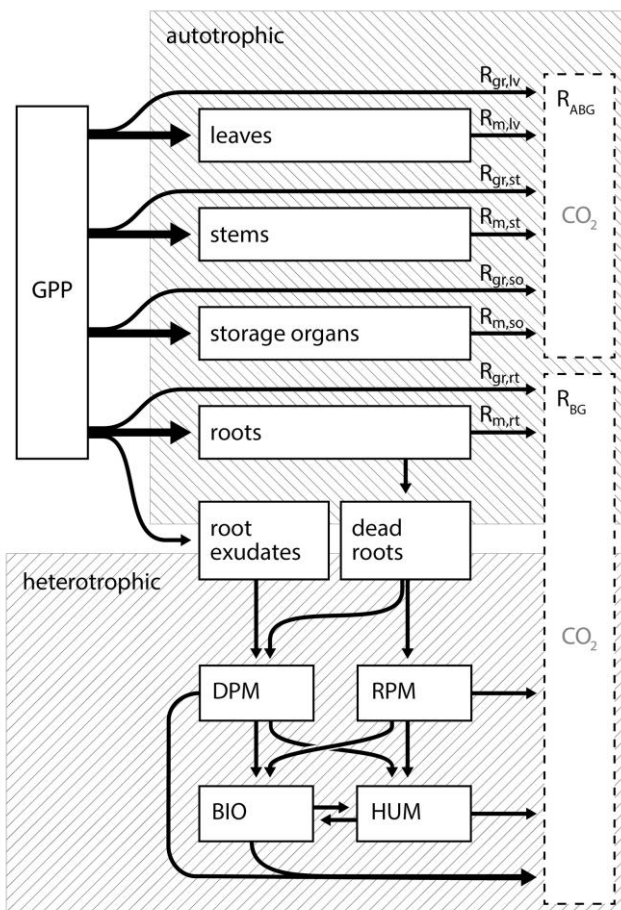 autotrophic
R_gr,lv
R_ABG
R_m,lv
leaves
R_gr,st
stems
R_m,st
CO₂
GPP
R_gr,so
storage organs
R_m,so
R_gr,rt
R_BG
roots
R_m,rt
root
exudates
dead
roots
heterotrophic
CO₂
DPM
RPM
BIO
HUM